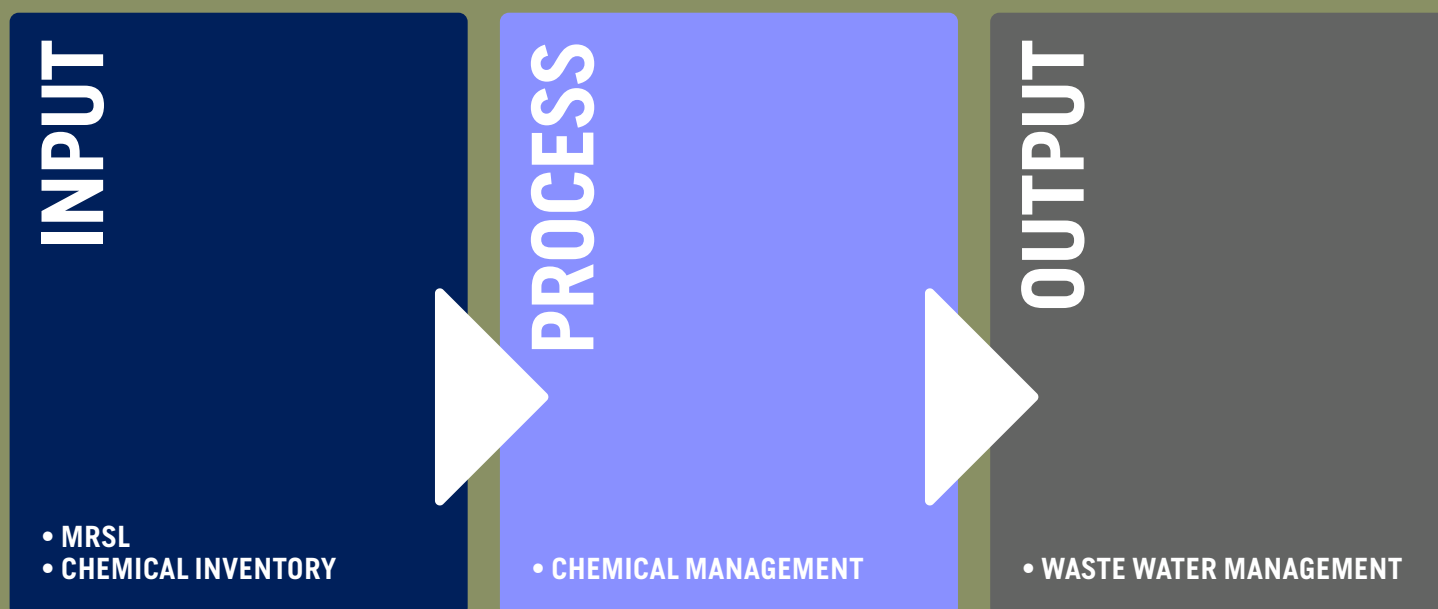 INPUT
• MRSL
• CHEMICAL INVENTORY
PROCESS
• CHEMICAL MANAGEMENT
OUTPUT
• WASTE WATER MANAGEMENT